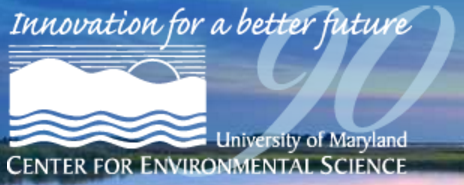 Innovation for a better future
90
University of Maryland
CENTER FOR ENVIRONMENTAL SCIENCE